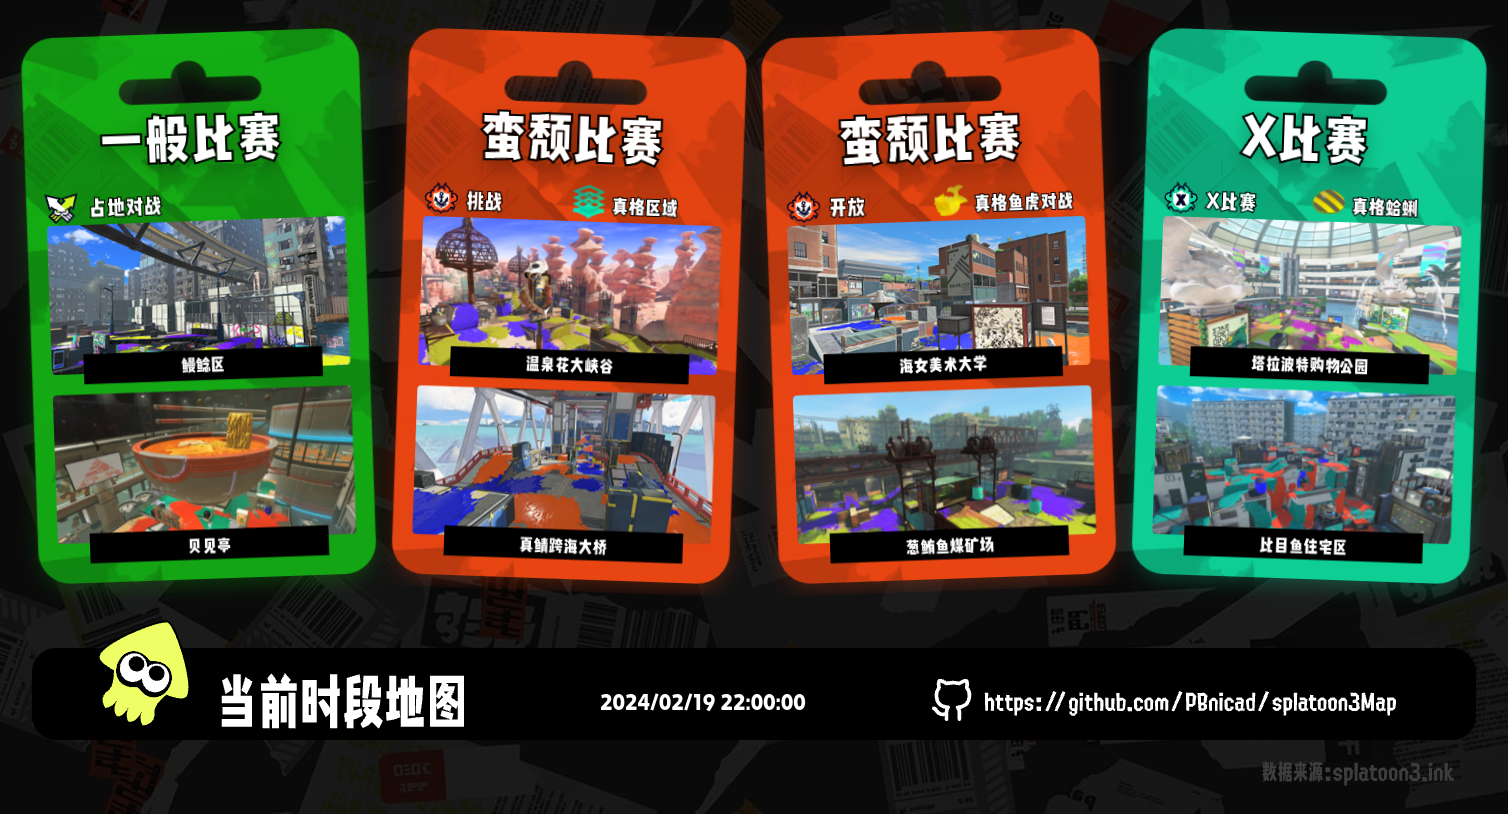 一般比赛
占地对战
鳗鲶区
贝见亭
蛮颓比赛
挑战
真格区域
温泉花大峡谷
真鲭跨海大桥
蛮颓比赛
开放
真格鱼虎对战
海女美术大学
葱鲔鱼煤矿场
X比赛
X比赛
真格蛤蜊
塔拉波特购物公园
比目鱼住宅区
当前时段地图
2024/02/19 22:00:00
https://github.com/PBnicad/splatoon3Map
数据来源:splatoon3.ink